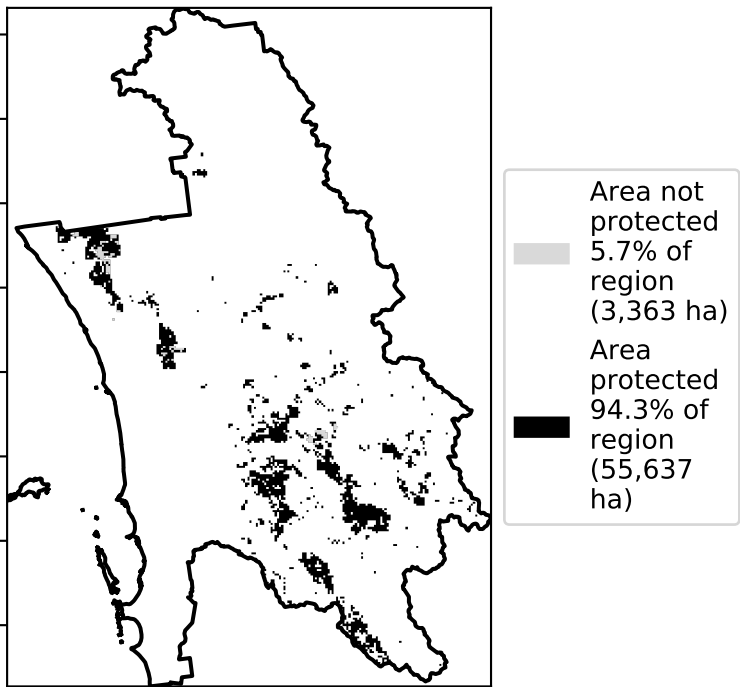 Area not
protected
5.7% of
region
(3,363 ha)
Area
protected
94.3% of
region
(55,637
ha)